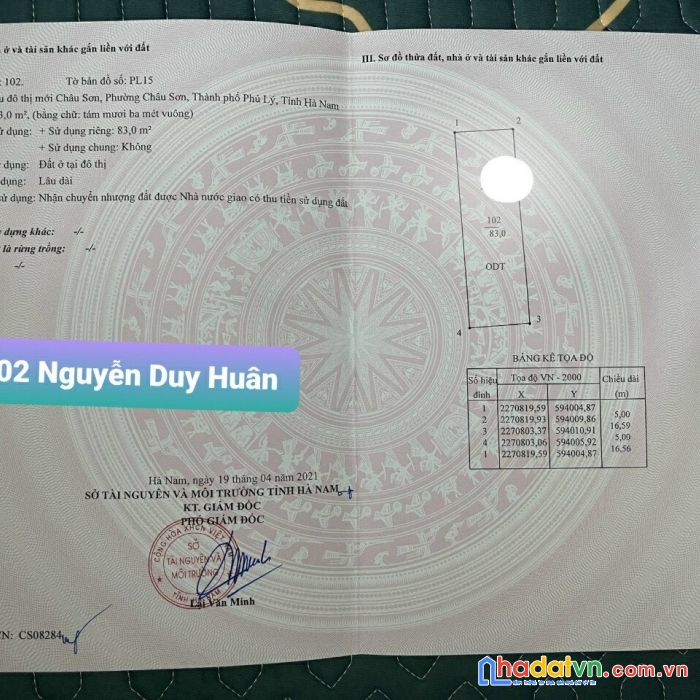 ở và tài sản khác gắn liền với đất
102. Tờ bản đồ số: PL15
đô thị mới Châu Sơn, Phường Châu Sơn, Thành phố Phủ Lý, Tỉnh Hà Nam
3,0 m², (bằng chữ: tám mươi ba mét vuông)
dụng: + Sử dụng riêng: 83,0 m²
+ Sử dụng chung: Không
dụng: Đất ở tại đô thị
dụng: Lâu dài
sử dụng: Nhận chuyển nhượng đất được Nhà nước giao có thu tiền sử dụng đất
dựng khác: -/-
là rừng trồng: -/-
-/-
02 Nguyễn Duy Huân
Hà Nam, ngày 19 tháng 04 năm 2021
SỞ TÀI NGUYÊN VÀ MÔI TRƯỜNG TỈNH HÀ NAM
KT. GIÁM ĐỐC
PHÓ GIÁM ĐỐC
CỘNG HÒA XHCN VIỆT
SỞ
TÀI NGUYÊN VÀ
MÔI TRƯỜNG
TỈNH HÀ NAM
Lại Văn Minh
N: CS08284
III. Sơ đồ thửa đất, nhà ở và tài sản khác gắn liền với đất
1 2
102
83,0
ODT
4 3
BẢNG KÊ TỌA ĐỘ
Số hiệu đỉnh Tọa độ VN - 2000 Chiều dài (m)
X Y
1 2270819,59 594004,87
5,00
2 2270819,93 594009,86
16,59
3 2270803,37 594010,91
5,00
4 2270803,06 594005,92
16,56
1 2270819,59 594004,87
nhadatvn.com.vn